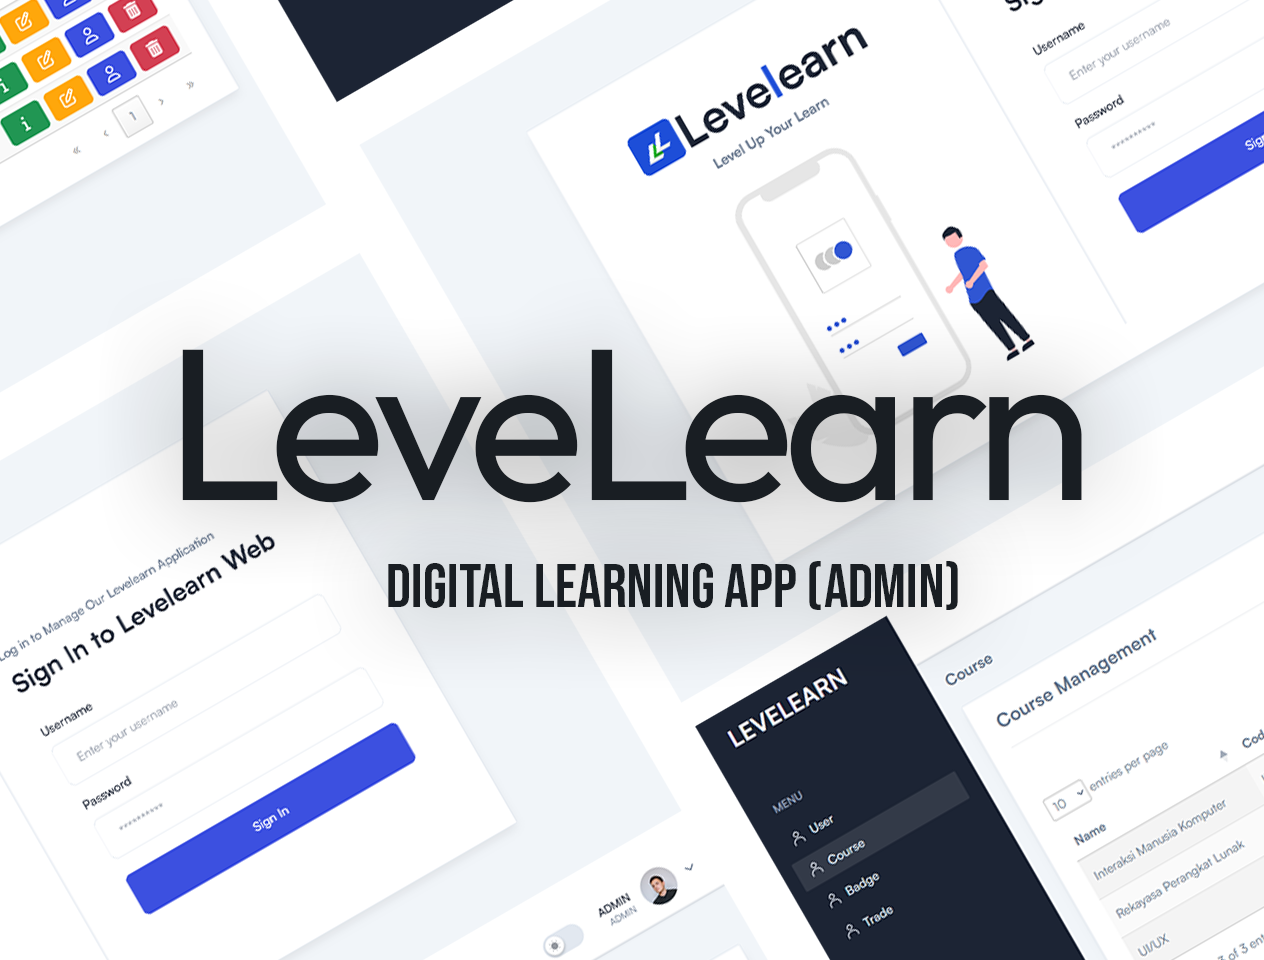 1
Levelearn
Level Up Your Learn
Username
Enter your username
Password
**********
LeveLearn
DIGITAL LEARNING APP (ADMIN)
Log in to Manage Our Levelearn Application
Sign In to Levelearn Web
Username
Enter your username
Password
**********
Sign In
ADMIN
ADMIN
LEVELEARN
MENU
User
Course
Badge
Trade
Course
Course Management
10 entries per page
Name
Interaksi Manusia Komputer
Rekayasa Perangkat Lunak
UI/UX